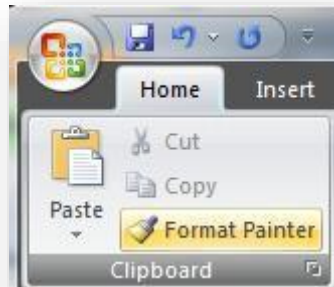 Home Insert
Cut
Copy
Paste
Format Painter
Clipboard